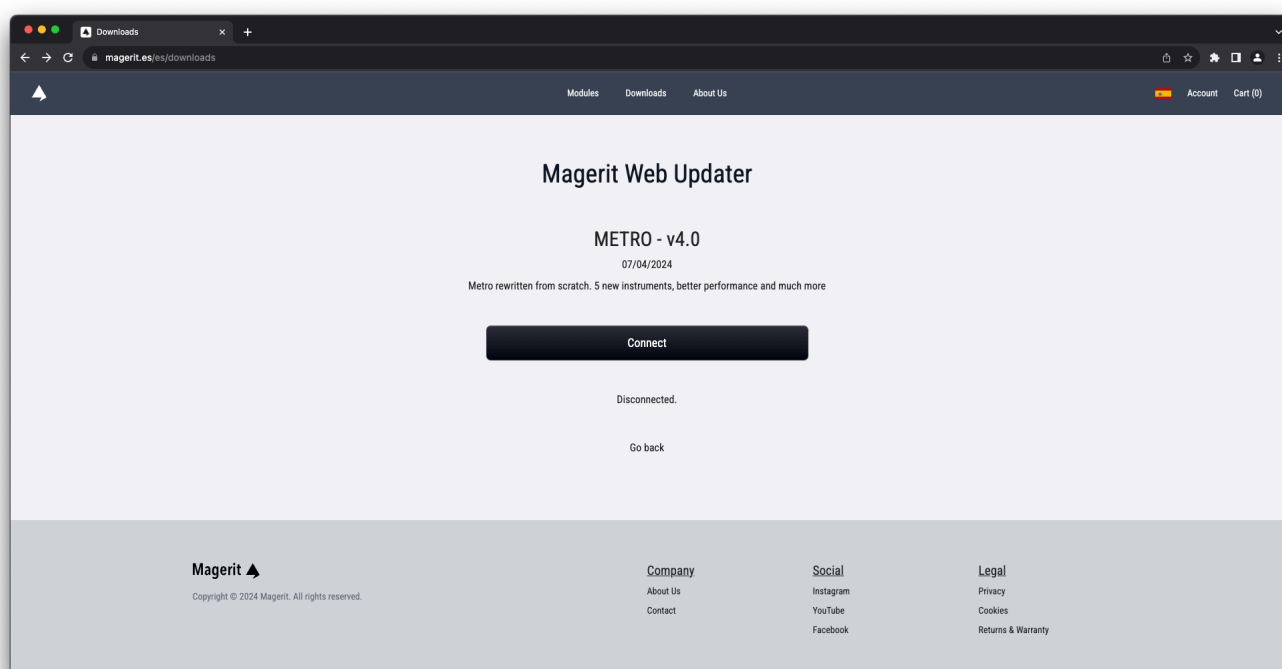 Downloads
magerit.es/es/downloads
Modules Downloads About Us Account Cart (0)
Magerit Web Updater
METRO - v4.0
07/04/2024
Metro rewritten from scratch. 5 new instruments, better performance and much more
Connect
Disconnected.
Go back
Magerit
Copyright © 2024 Magerit. All rights reserved.
Company
About Us
Contact
Social
Instagram
YouTube
Facebook
Legal
Privacy
Cookies
Returns & Warranty